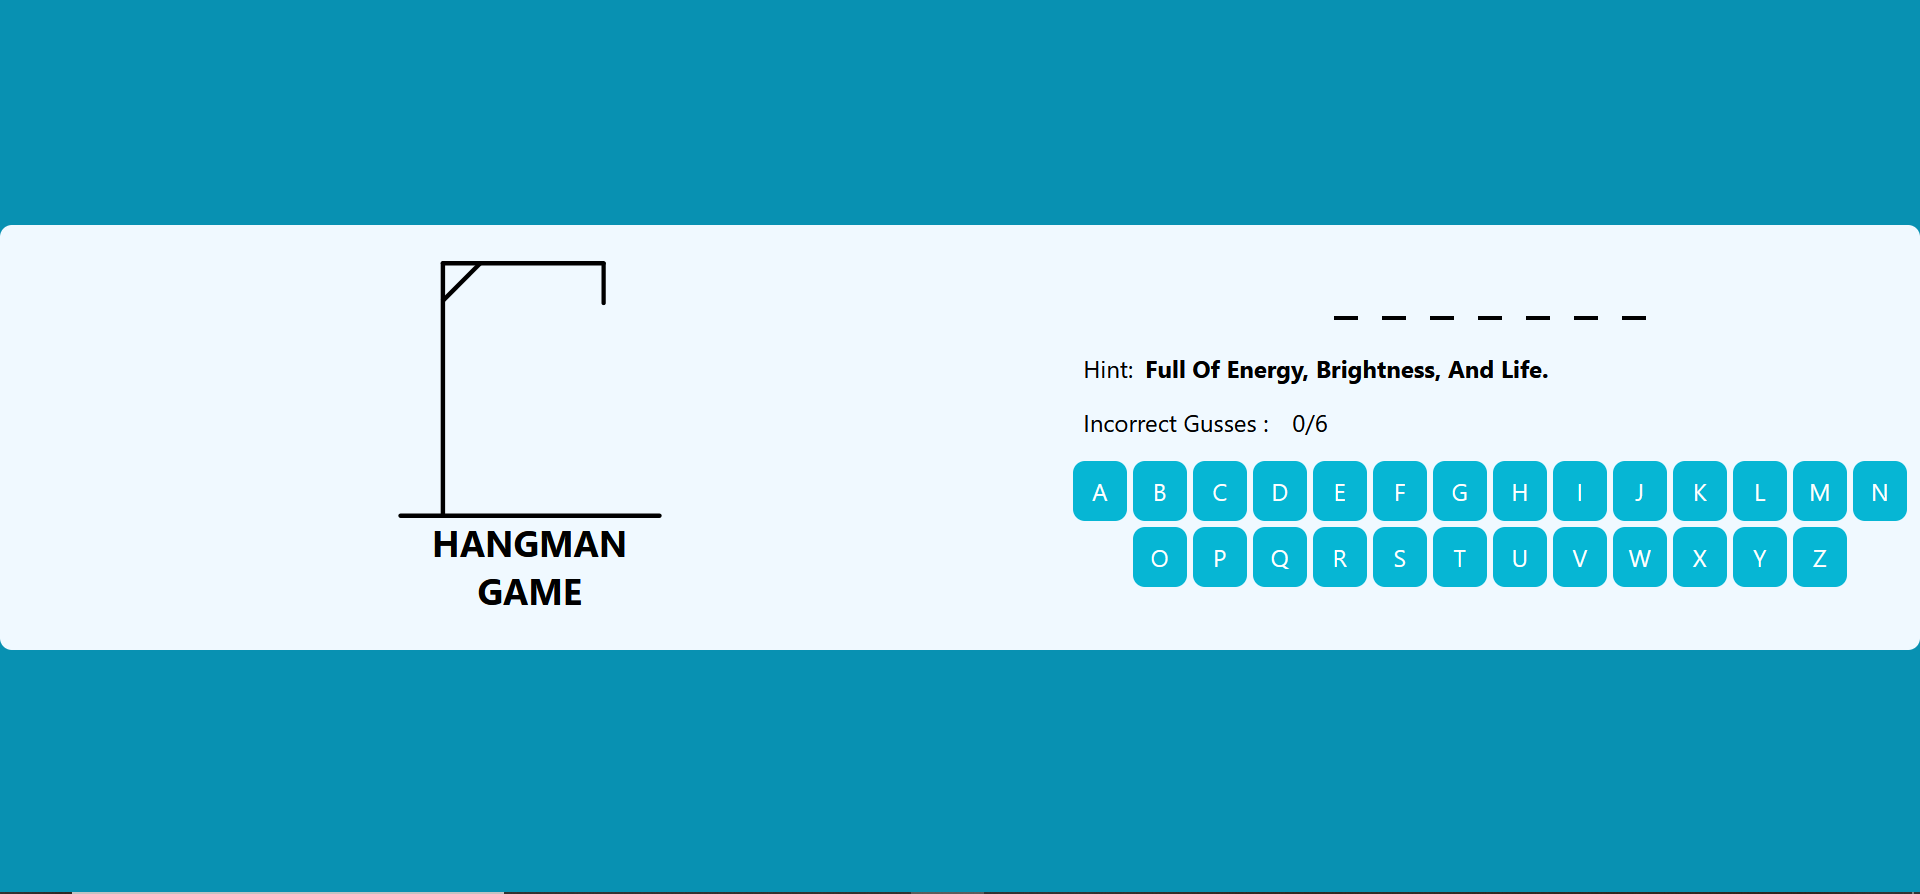 HANGMAN
GAME
_ _ _ _ _ _ _
Hint: Full Of Energy, Brightness, And Life.
Incorrect Gusses : 0/6
A B C D E F G H I J K L M N
O P Q R S T U V W X Y Z